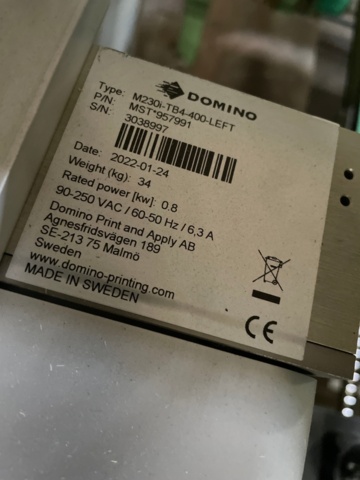 DOMINO
Type: M230i-TB4-400-LEFT
P/N: MST*957991
S/N: 3038997
Date: 2022-01-24
Weight (kg): 34
Rated power [kw]: 0.8
90-250 VAC / 60-50 Hz / 6,3 A
Domino Print and Apply AB
Agnesfridsvägen 189
SE-213 75 Malmö
Sweden
www.domino-printing.com
MADE IN SWEDEN
CE